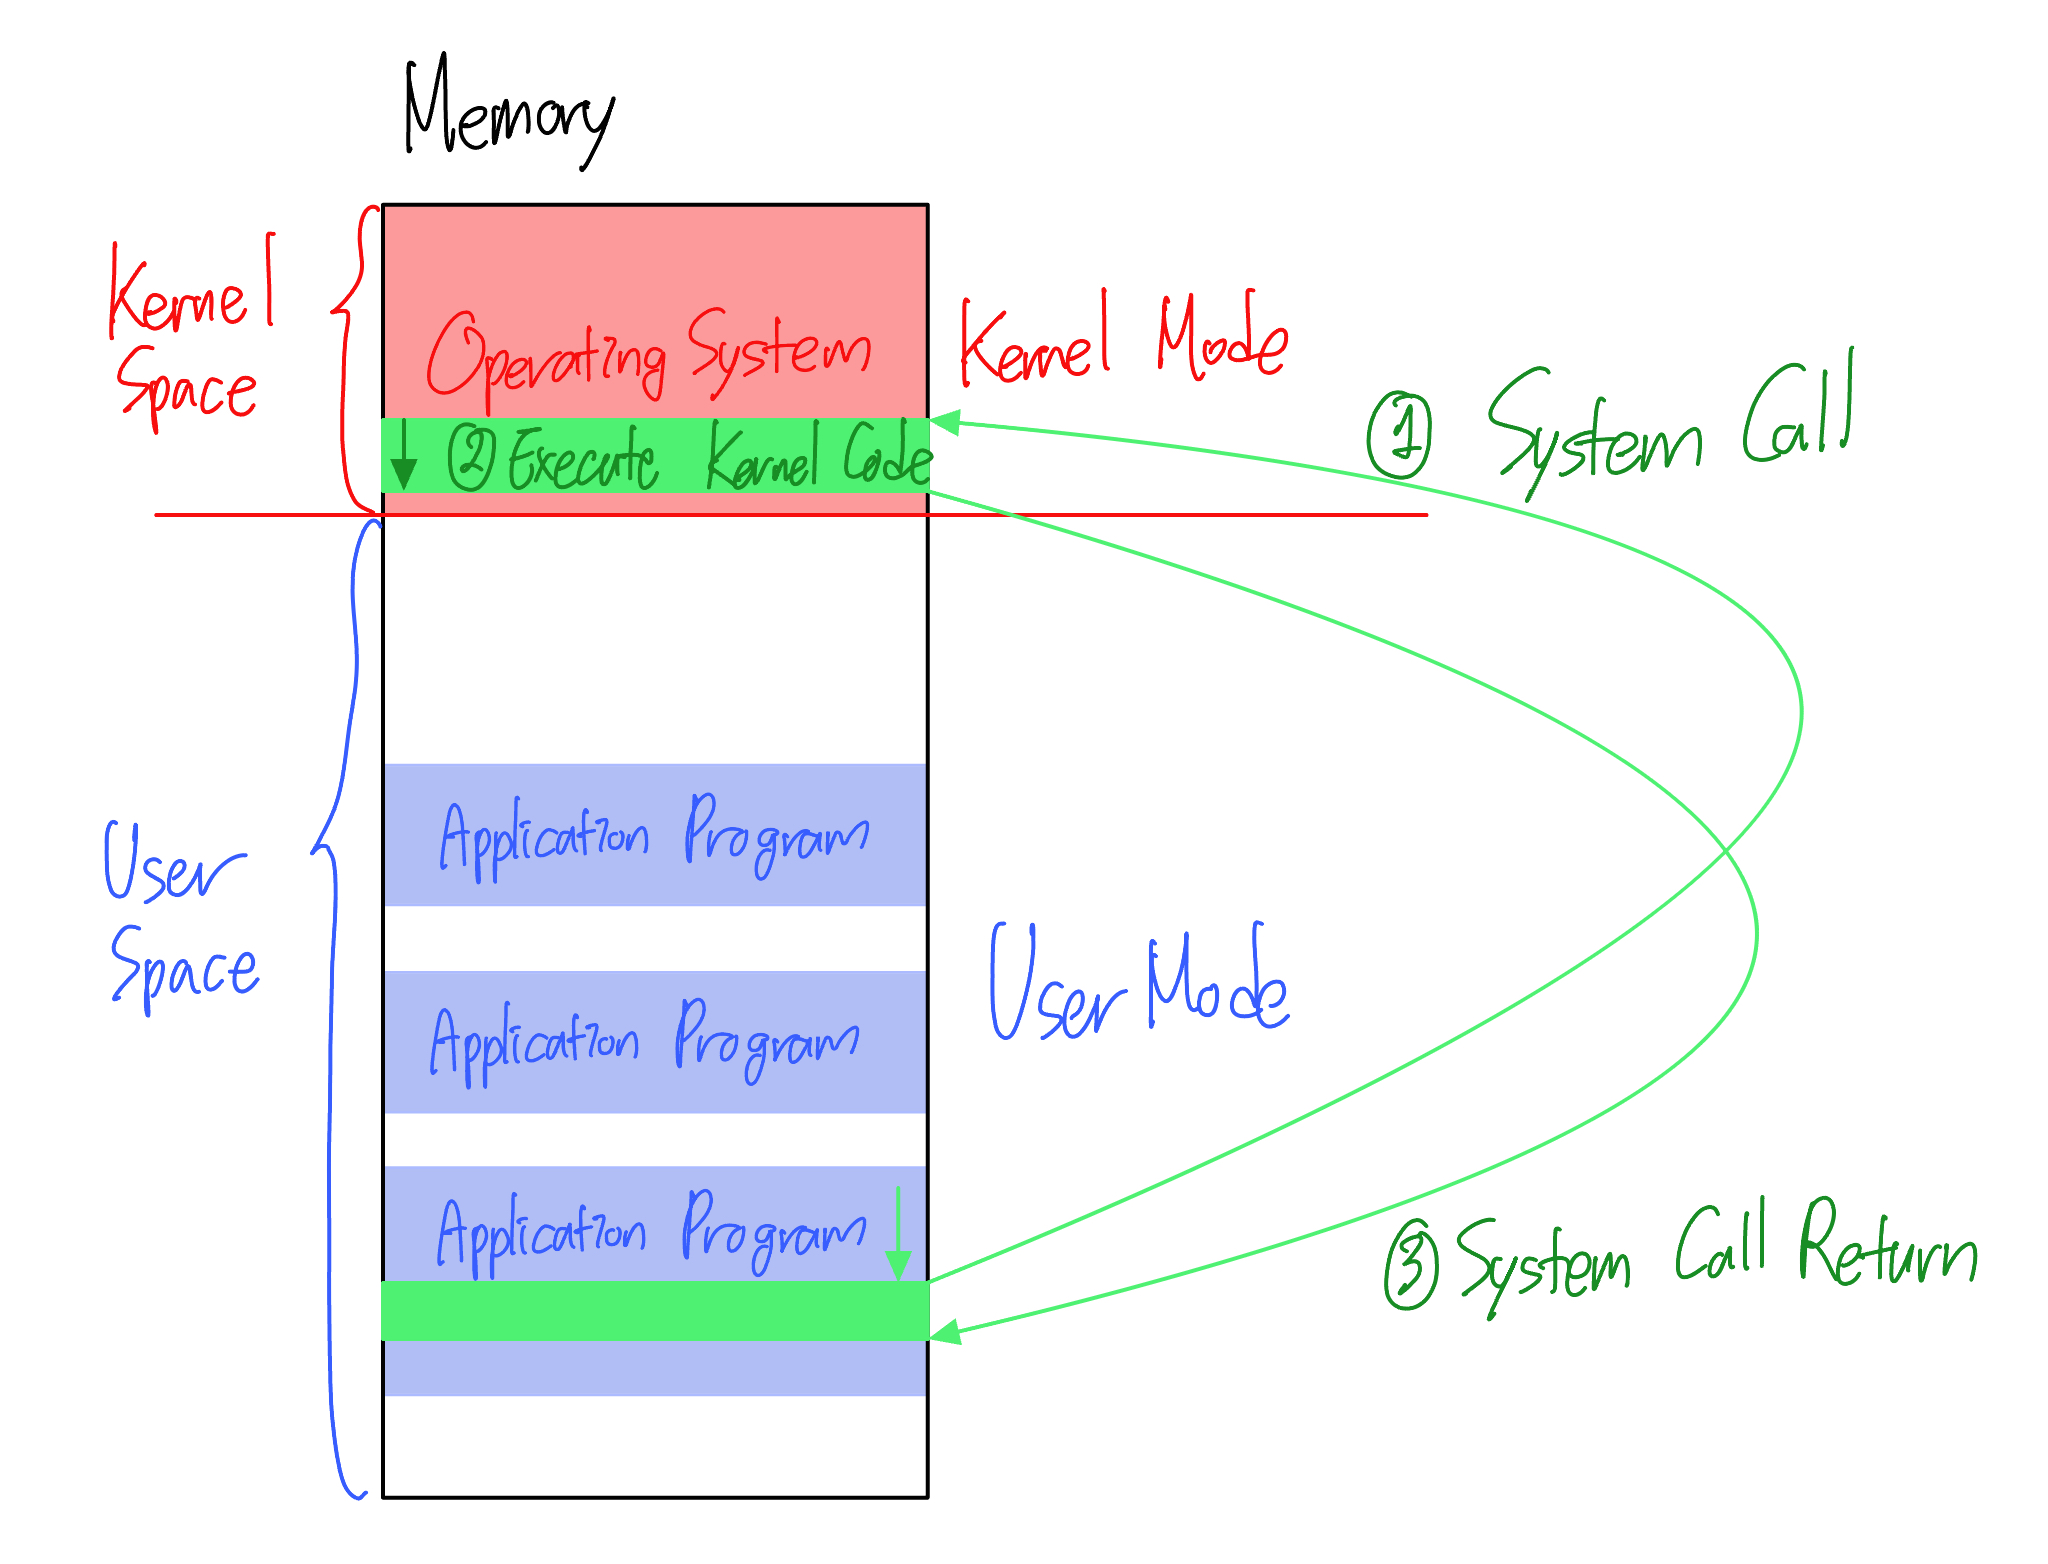 Memory
Kernel
Space
Operating System
Kernel Mode
① System Call
② Execute Kernel Code
Application Program
User
Space
User Mode
Application Program
Application Program
③ System Call Return